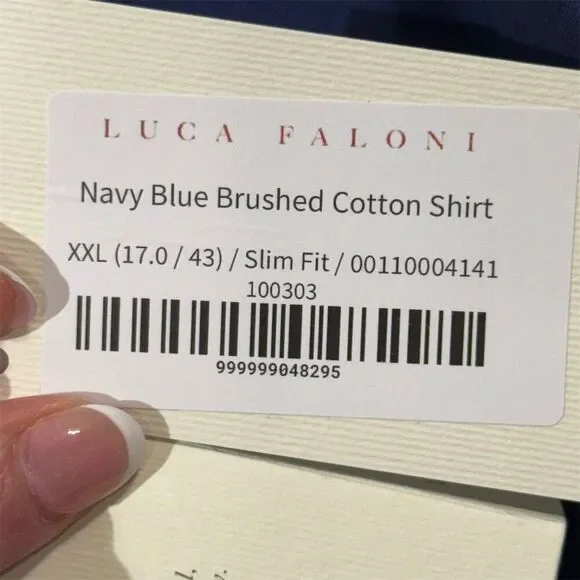 LUCA FALONI
Navy Blue Brushed Cotton Shirt
XXL (17.0 / 43) / Slim Fit / 00110004141
100303
999999048295